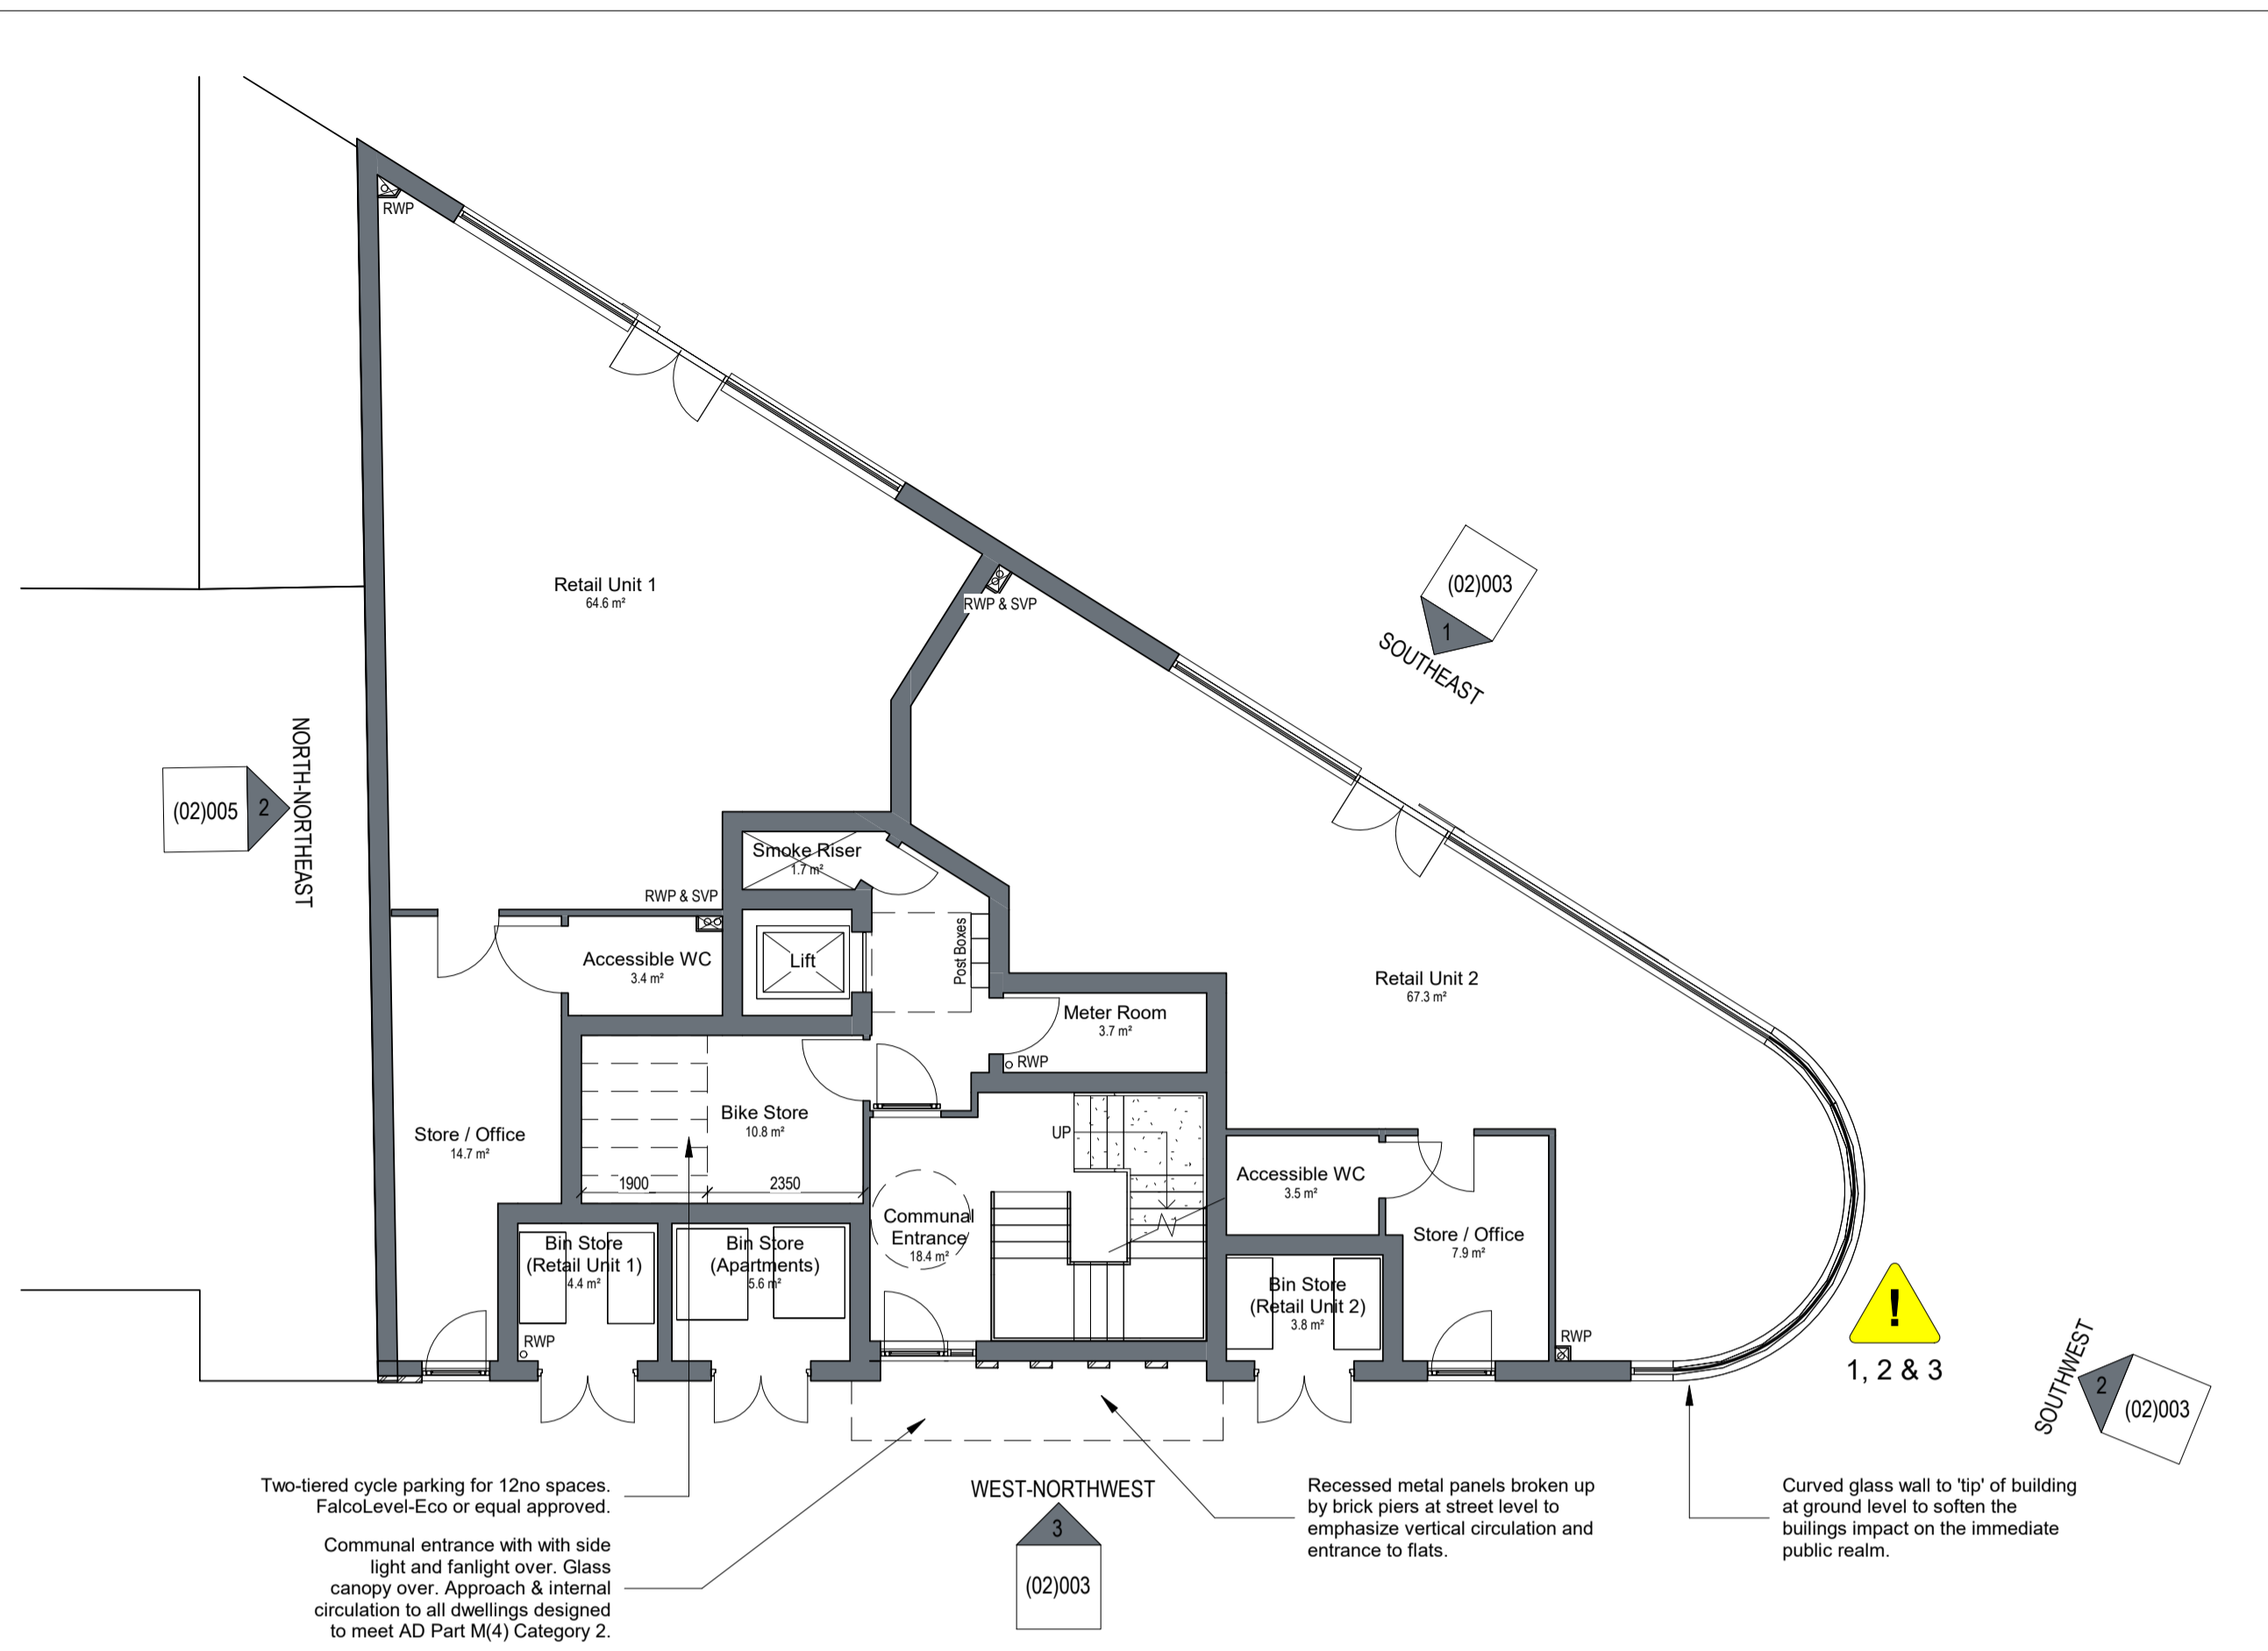 RWP
Retail Unit 1
64.6 m²
RWP & SVP
(02)003
1
SOUTHEAST
NORTH-NORTHEAST
(02)005
2
Smoke Riser
1.7 m²
RWP & SVP
Post Boxes
Accessible WC
3.4 m²
Lift
Retail Unit 2
67.3 m²
Meter Room
3.7 m²
RWP
Bike Store
10.8 m²
UP
Store / Office
14.7 m²
1900
2350
Accessible WC
3.5 m²
Communal
Entrance
18.4 m²
Store / Office
7.9 m²
Bin Store
(Retail Unit 1)
4.4 m²
Bin Store
(Apartments)
5.6 m²
Bin Store
(Retail Unit 2)
3.8 m²
RWP
RWP
!
1, 2 & 3
SOUTHWEST
2
(02)003
Two-tiered cycle parking for 12no spaces.
FalcoLevel-Eco or equal approved.
Communal entrance with with side
light and fanlight over. Glass
canopy over. Approach & internal
circulation to all dwellings designed
to meet AD Part M(4) Category 2.
WEST-NORTHWEST
3
(02)003
Recessed metal panels broken up
by brick piers at street level to
emphasize vertical circulation and
entrance to flats.
Curved glass wall to 'tip' of building
at ground level to soften the
builings impact on the immediate
public realm.